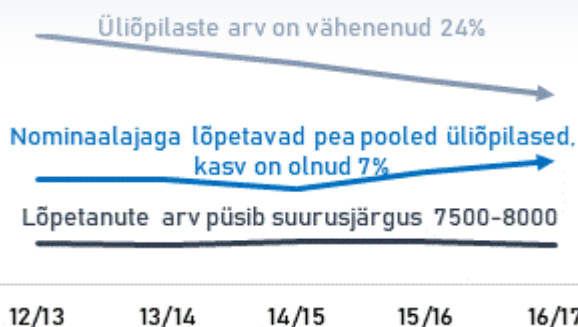 Üliõpilaste arv on vähenenud 24%
Nominaalajaga lõpetavad pea pooled üliõpilased,
kasv on olnud 7%
Lõpetanute arv püsib suurusjärgus 7500-8000
12/13 13/14 14/15 15/16 16/17